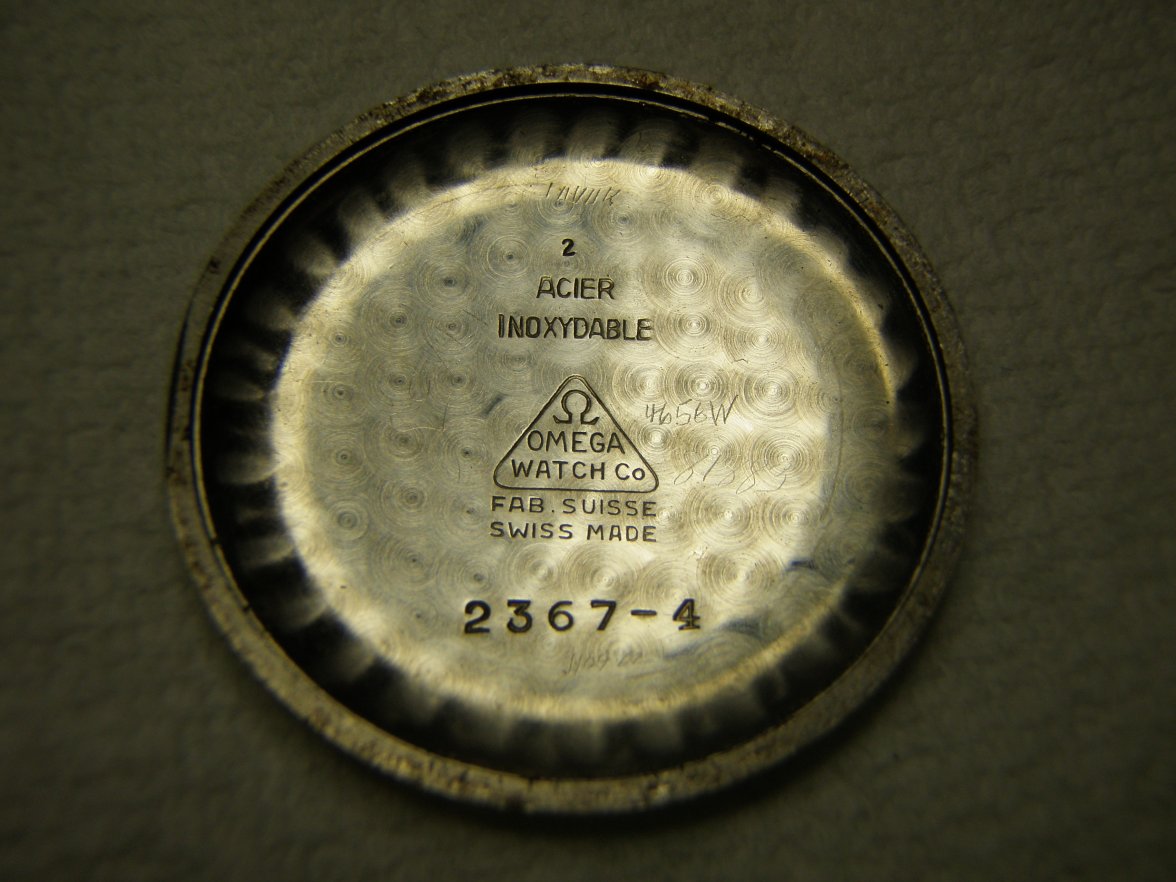 2
ACIER
INOXYDABLE
Ω
OMEGA
WATCH Co
FAB. SUISSE
SWISS MADE
4656W
2367-4